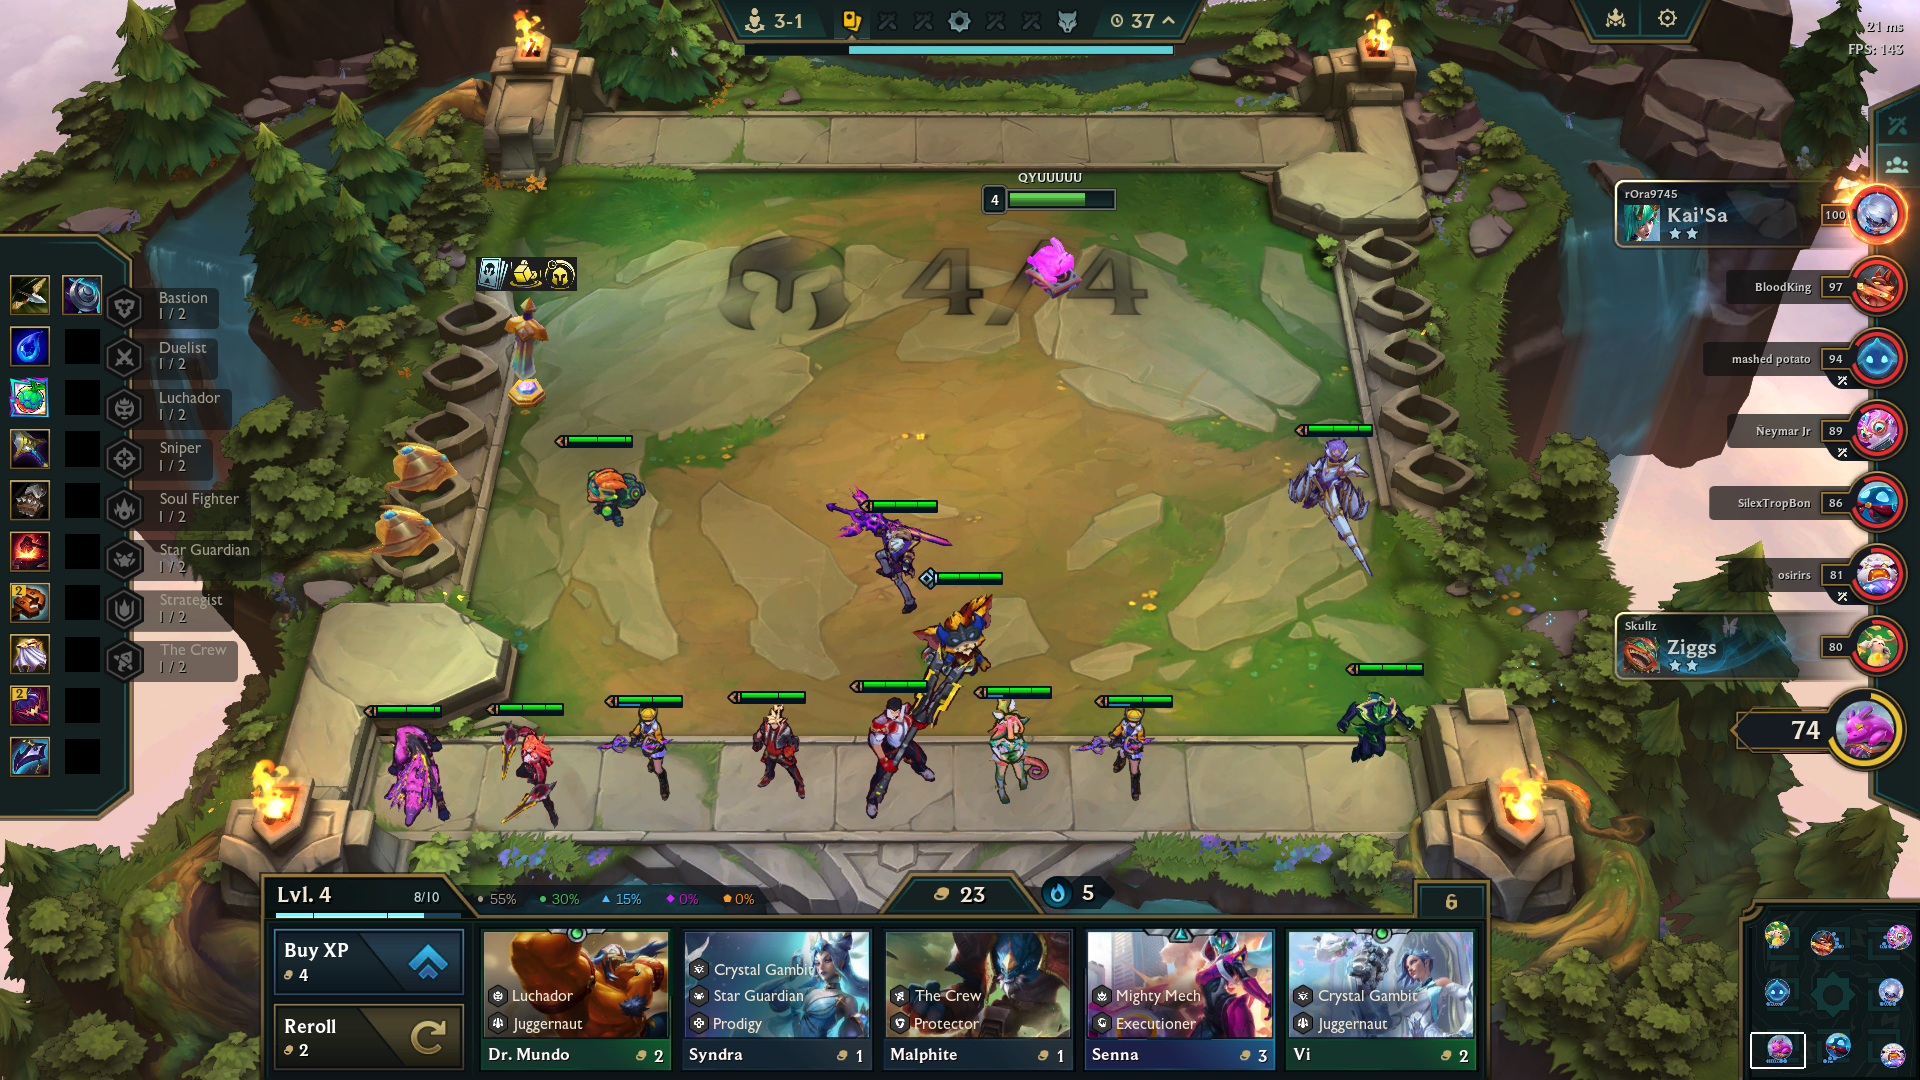 3-1
37
21 ms
FPS: 143
QYUUUUU
4
4/4
rOra9745
Kai'Sa
100
BloodKing
97
mashed potato
94
Neymar Jr
89
SilexTropBon
86
osirirs
81
Skullz
Ziggs
80
74
Bastion
1 / 2
Duelist
1 / 2
Luchador
1 / 2
Sniper
1 / 2
Soul Fighter
1 / 2
Star Guardian
1 / 2
2
Strategist
1 / 2
The Crew
1 / 2
2
Lvl. 4
8/10
55%
30%
15%
0%
0%
23
5
6
Buy XP
4
Reroll
2
Luchador
Juggernaut
Dr. Mundo
2
Crystal Gambit
Star Guardian
Prodigy
Syndra
1
The Crew
Protector
Malphite
1
Mighty Mech
Executioner
Senna
3
Crystal Gambit
Juggernaut
Vi
2